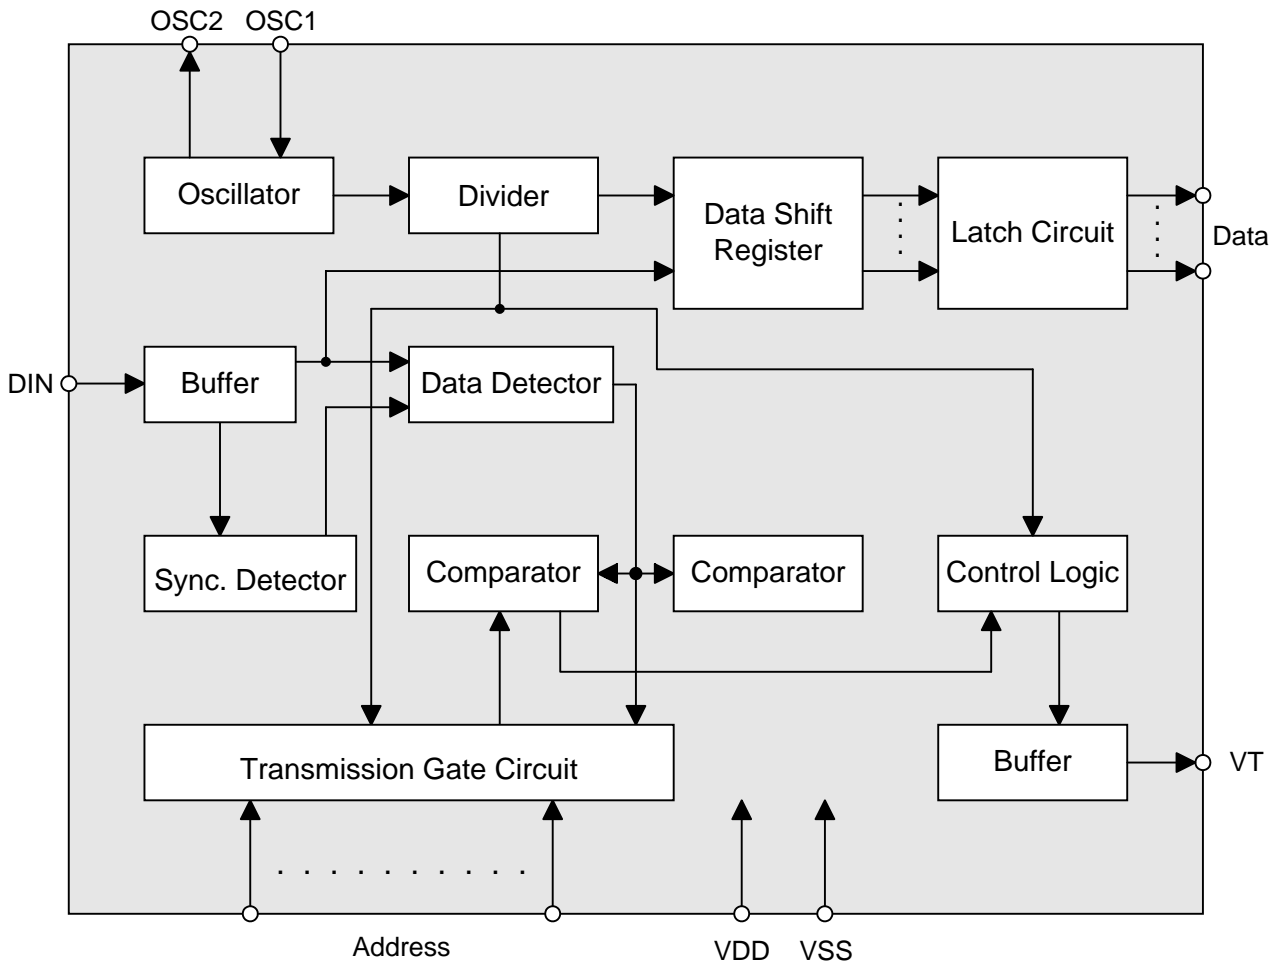 OSC2 OSC1
Oscillator
Divider
Data Shift
Register
Latch Circuit
Data
DIN
Buffer
Data Detector
Sync. Detector
Comparator
Comparator
Control Logic
Transmission Gate Circuit
Buffer
VT
Address
VDD VSS